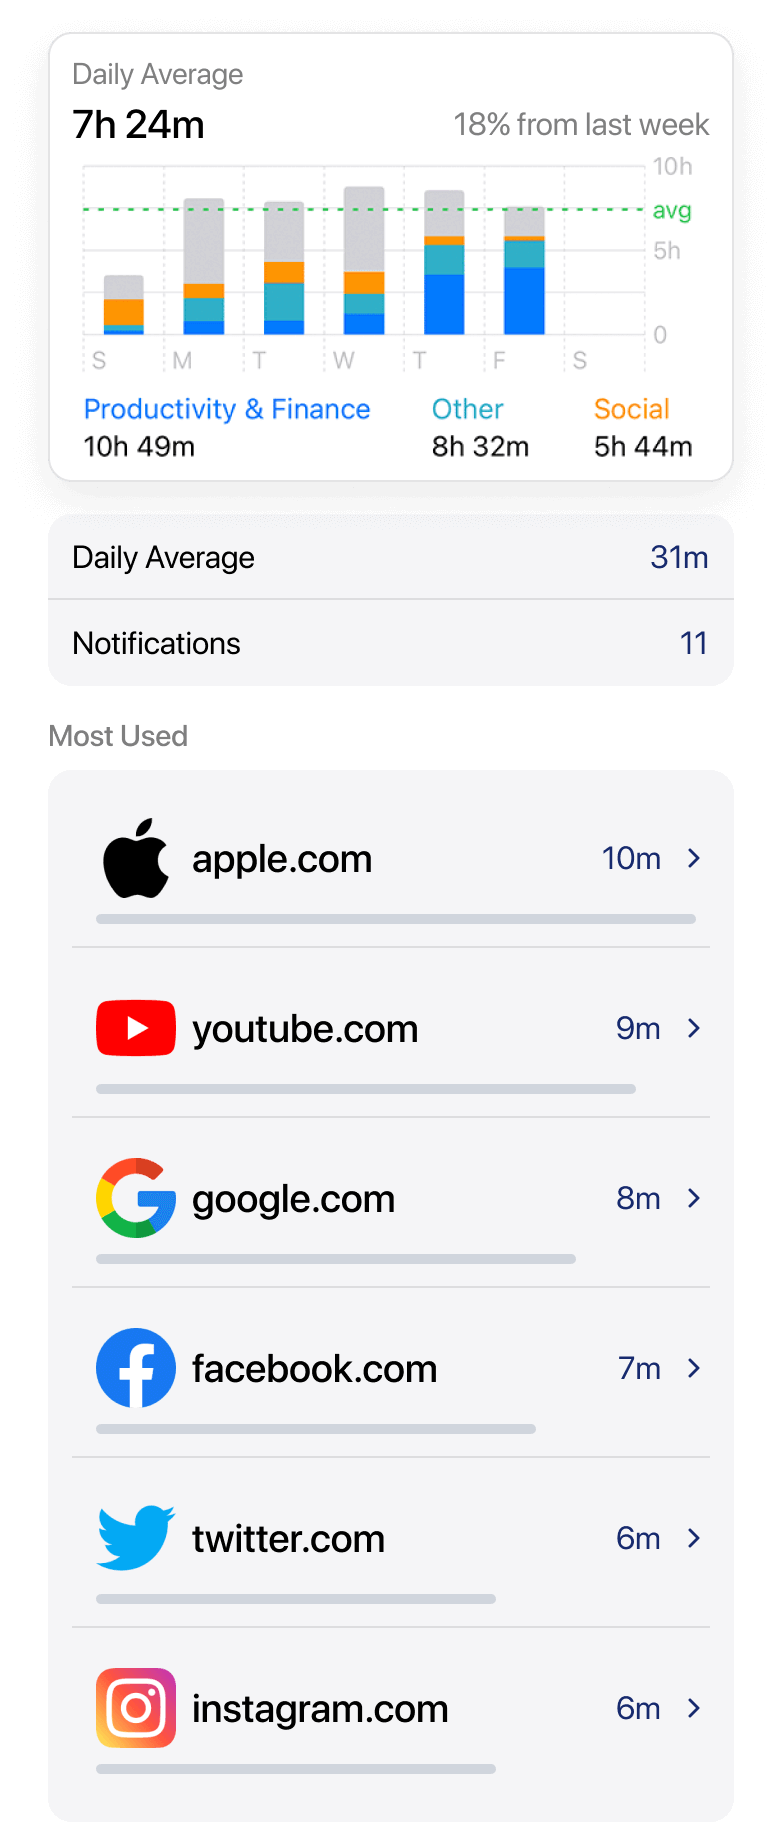 Daily Average
7h 24m 18% from last week
10h
avg
5h
0
S M T W T F S
Productivity & Finance Other Social
10h 49m 8h 32m 5h 44m
Daily Average 31m
Notifications 11
Most Used
apple.com 10m
youtube.com 9m
google.com 8m
facebook.com 7m
twitter.com 6m
instagram.com 6m